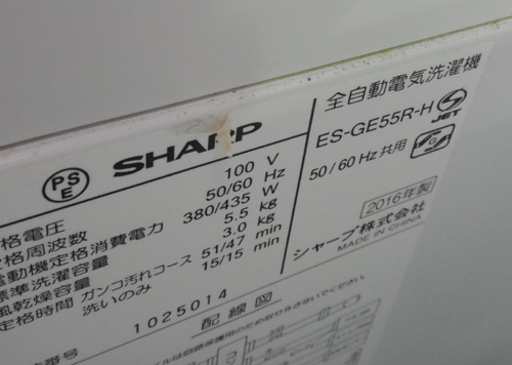 PS
E
SHARP
全自動電気洗濯機
ES-GE55R-H
JET
50/60 Hz 共用
2016年製
シャープ株式会社
MADE IN CHINA
格電圧 100 V
格周波数 50/60 Hz
電動機定格消費電力 380/435 W
標準洗濯容量 5.5 kg
風乾燥容量 3.0 kg
定格時間 ガンコ汚れコース 51/47 min
洗いのみ 15/15 min
番号 1025014
配線図